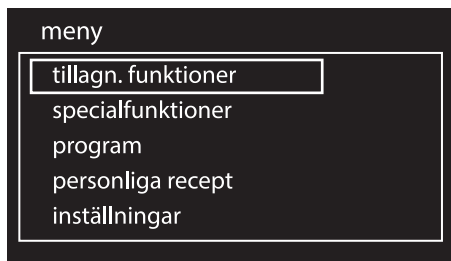 meny
tillagn. funktioner
specialfunktioner
program
personliga recept
inställningar